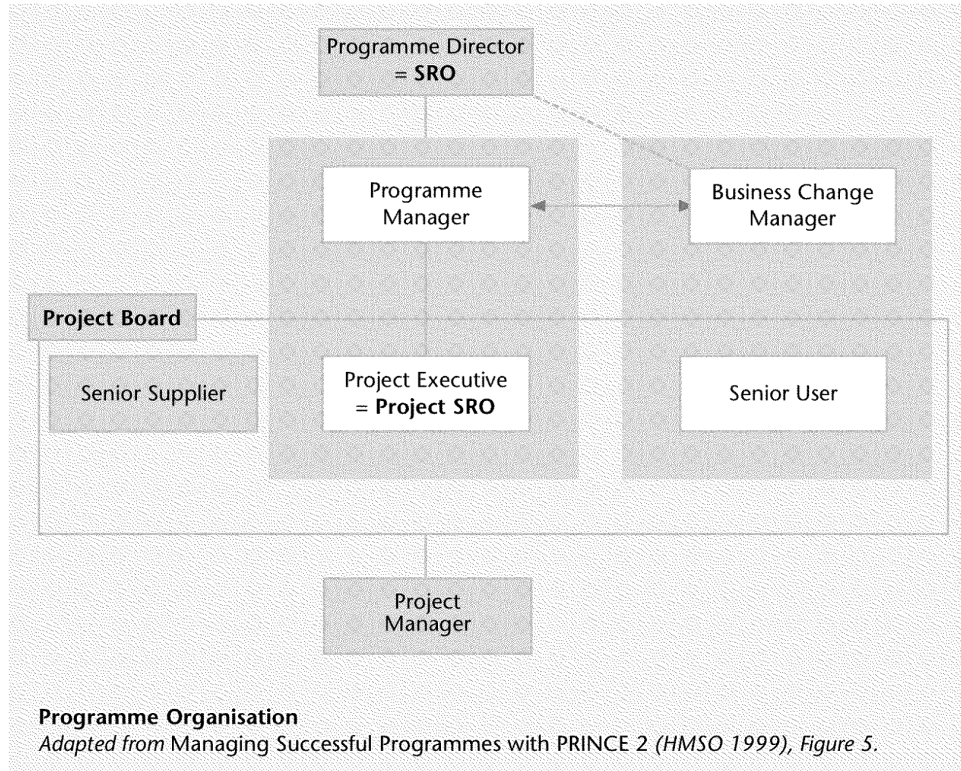 Programme Director
= SRO
Programme
Manager
Business Change
Manager
Project Board
Senior Supplier
Project Executive
= Project SRO
Senior User
Project
Manager
Programme Organisation
Adapted from Managing Successful Programmes with PRINCE 2 (HMSO 1999), Figure 5.